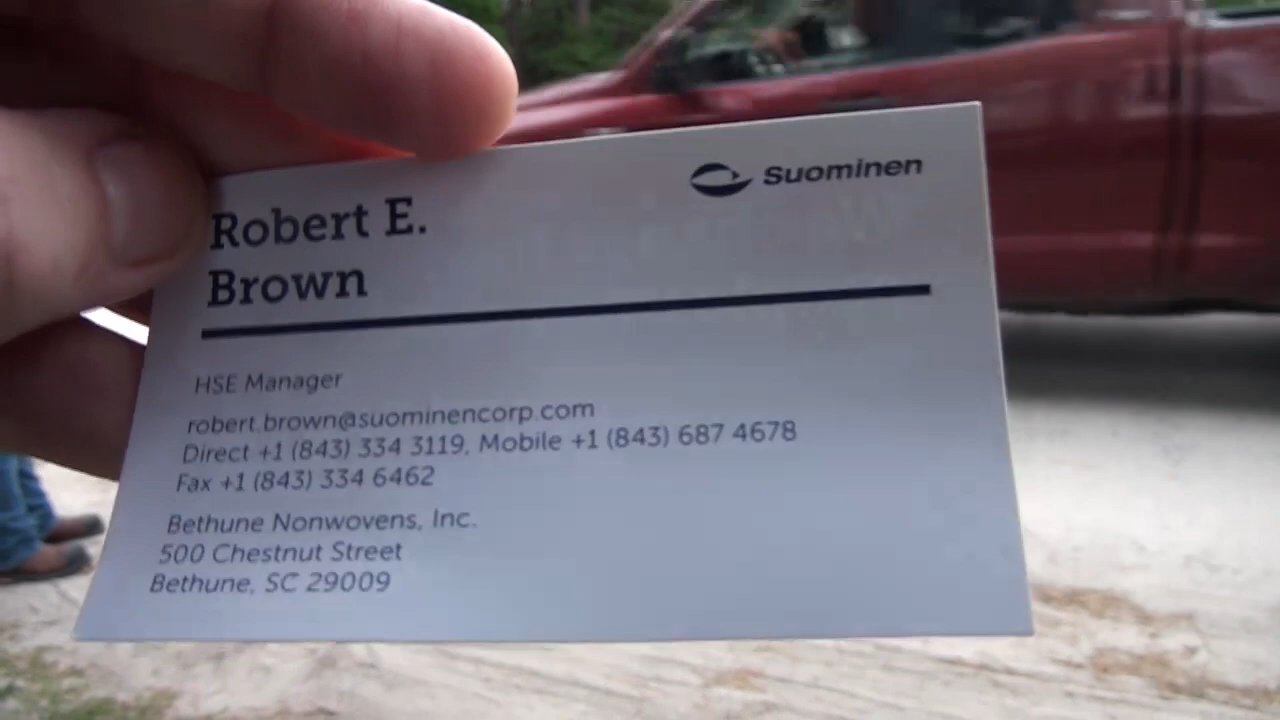 Suominen
Robert E.
Brown
HSE Manager
robert.brown@suominencorp.com
Direct +1 (843) 334 3119, Mobile +1 (843) 687 4678
Fax +1 (843) 334 6462
Bethune Nonwovens, Inc.
500 Chestnut Street
Bethune, SC 29009